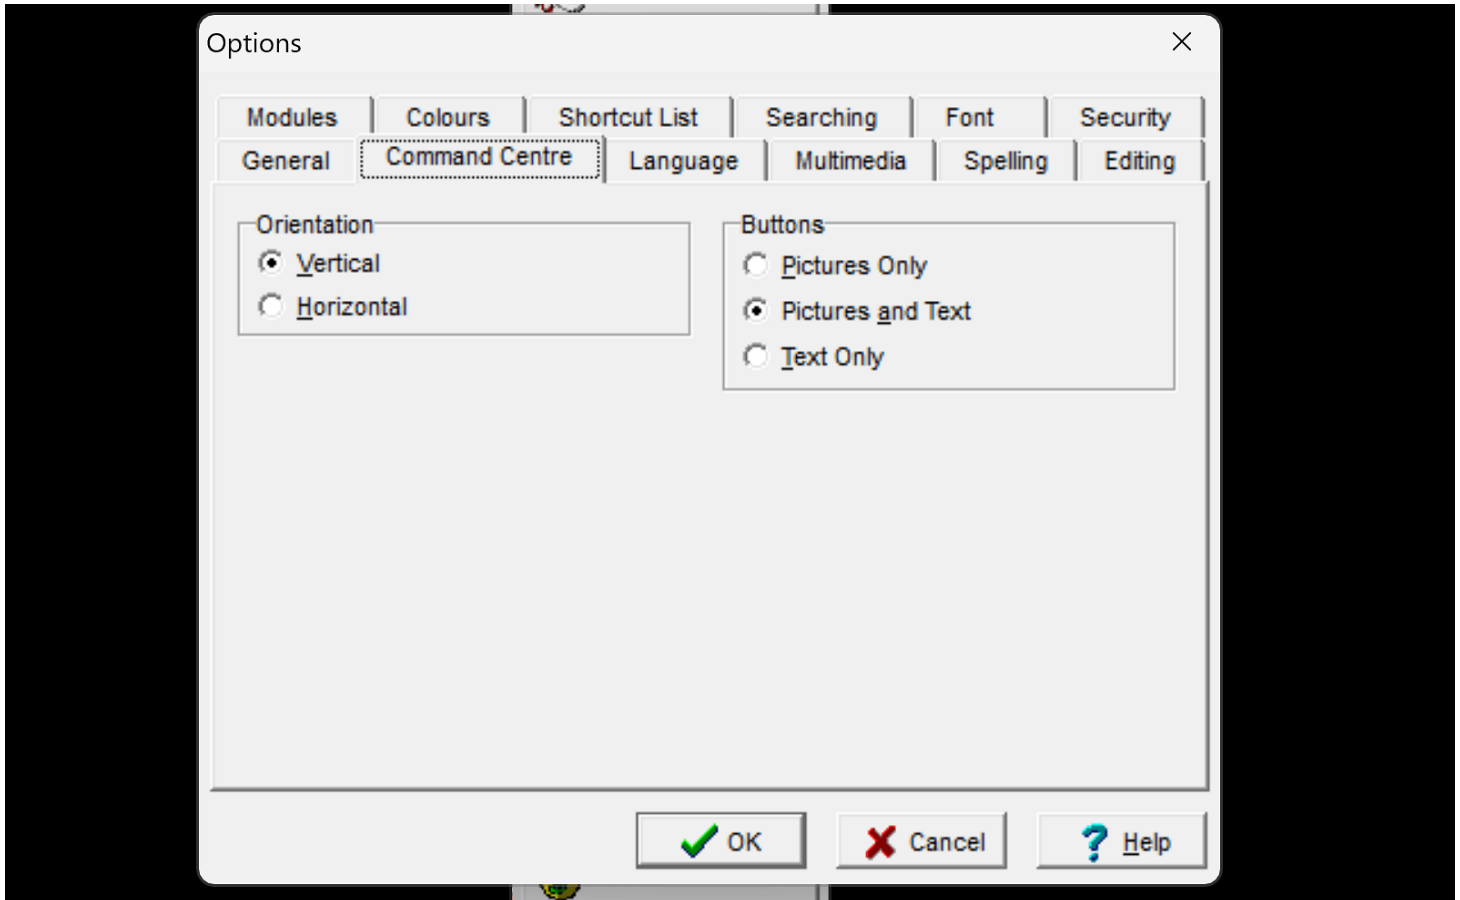 Options
Modules Colours Shortcut List Searching Font Security
General Command Centre Language Multimedia Spelling Editing
Orientation
Vertical
Horizontal
Buttons
Pictures Only
Pictures and Text
Text Only
OK Cancel Help